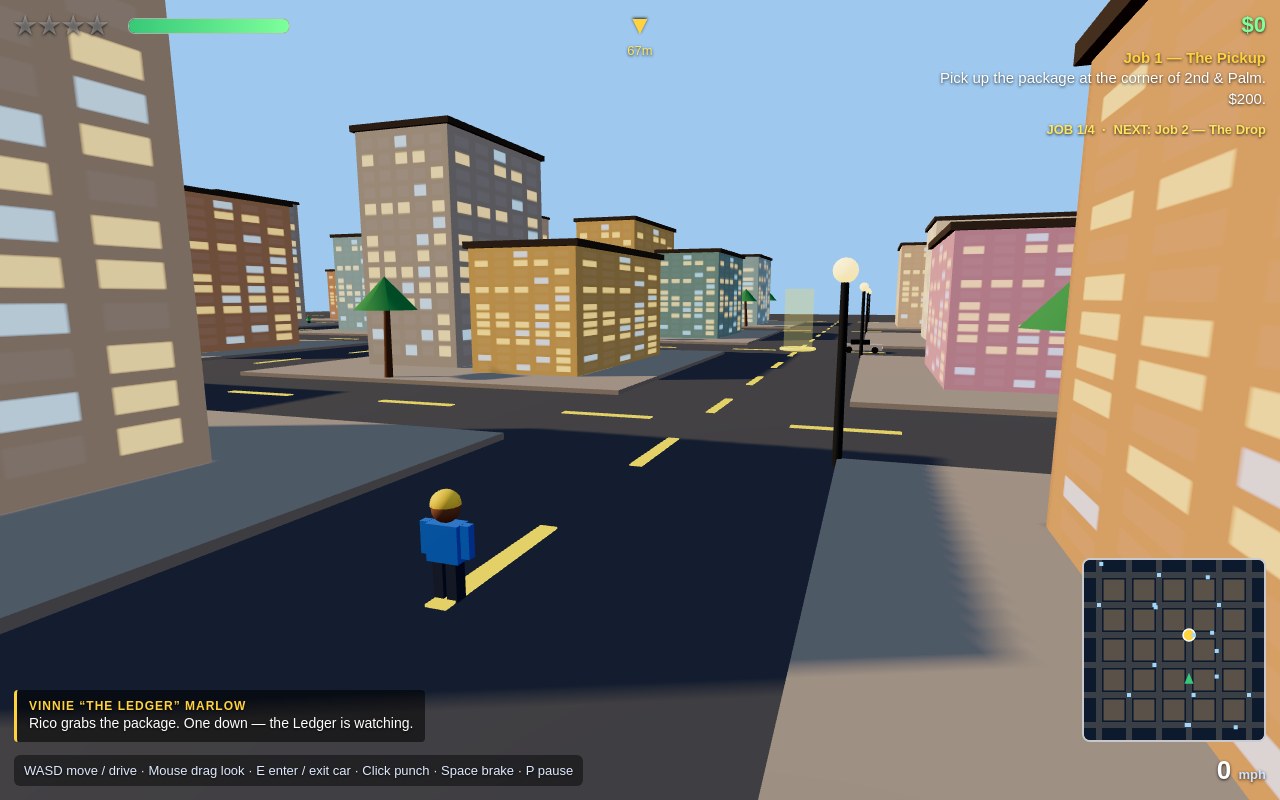 67m
$0
Job 1 — The Pickup
Pick up the package at the corner of 2nd & Palm.
$200.
JOB 1/4 · NEXT: Job 2 — The Drop
VINNIE “THE LEDGER” MARLOW
Rico grabs the package. One down — the Ledger is watching.
WASD move / drive · Mouse drag look · E enter / exit car · Click punch · Space brake · P pause
0 mph